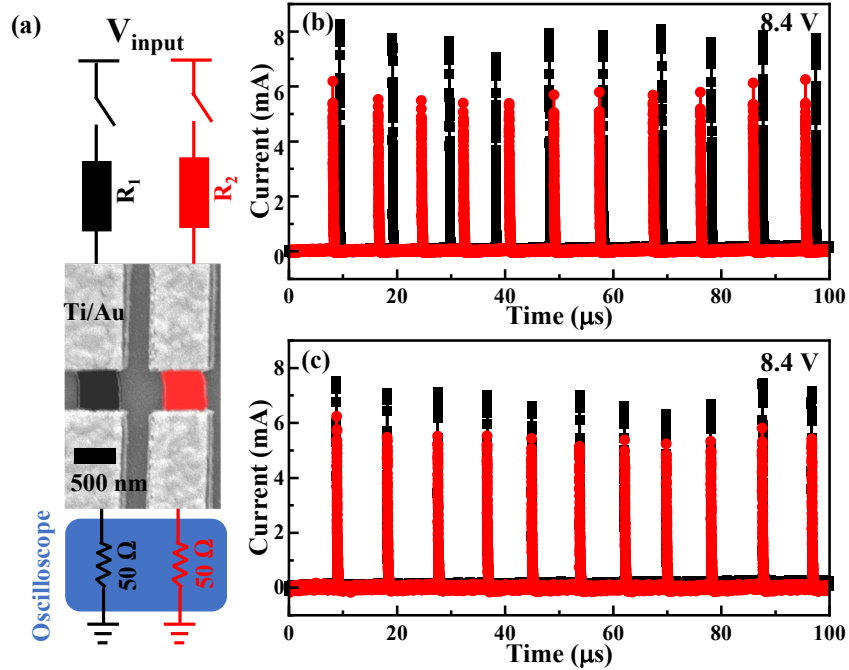 (a)
V_input
R_1
R_2
Ti/Au
500 nm
Oscilloscope
50 Ω
50 Ω
(b)
8.4 V
8
6
4
2
0
Current (mA)
0 20 40 60 80 100
Time (μs)
(c)
8.4 V
8
6
4
2
0
Current (mA)
0 20 40 60 80 100
Time (μs)